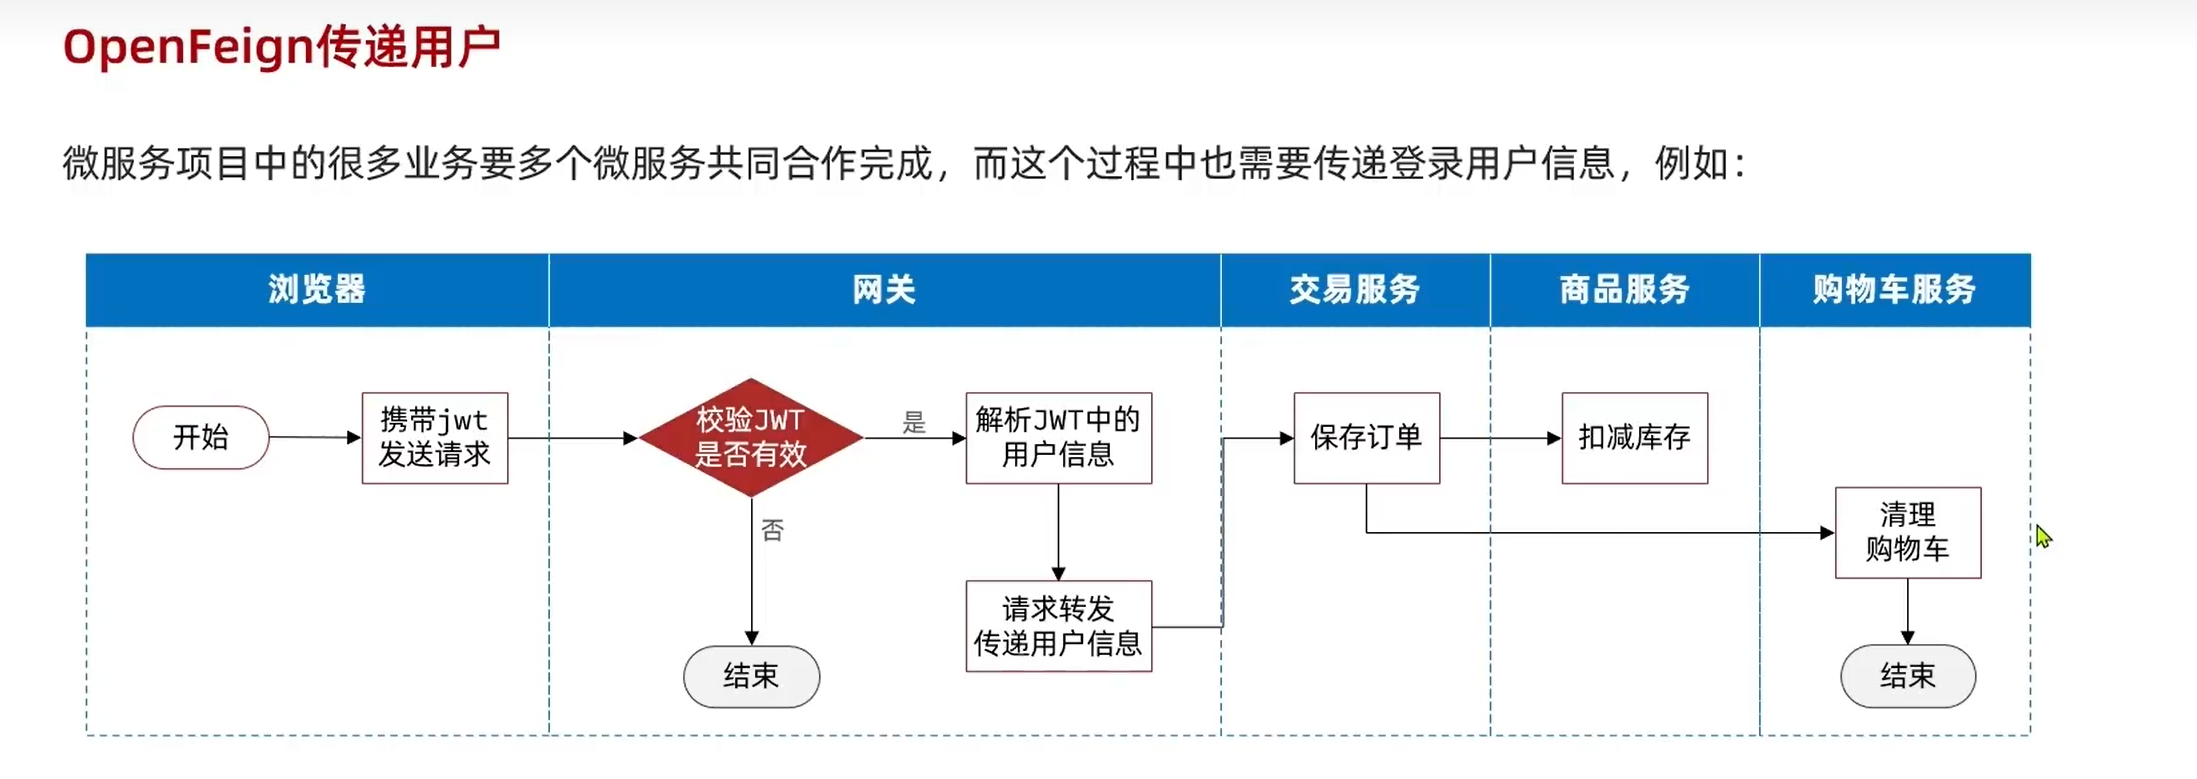 OpenFeign传递用户
微服务项目中的很多业务要多个微服务共同合作完成，而这个过程中也需要传递登录用户信息，例如：
浏览器
网关
交易服务
商品服务
购物车服务
开始
携带jwt
发送请求
校验JWT
是否有效
是
解析JWT中的
用户信息
保存订单
扣减库存
否
清理
购物车
请求转发
传递用户信息
结束
结束